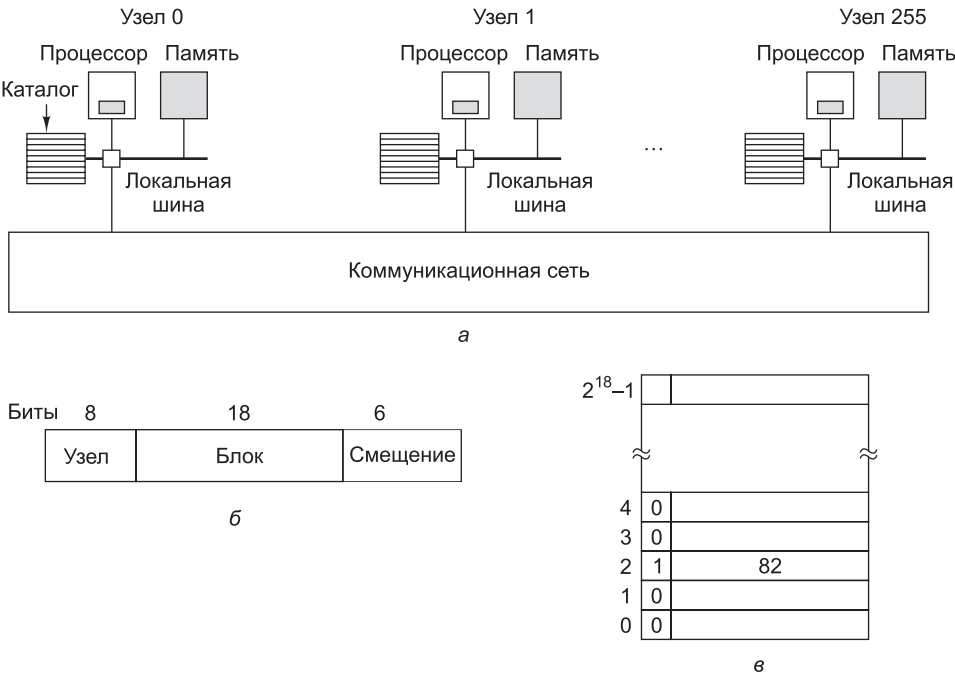 Узел 0 Узел 1 Узел 255
Процессор Память Процессор Память Процессор Память
Каталог
...
Локальная шина Локальная шина Локальная шина
Коммуникационная сеть
а
Биты 8 18 6
Узел Блок Смещение
б
2^18–1
4 0
3 0
2 1 82
1 0
0 0
в